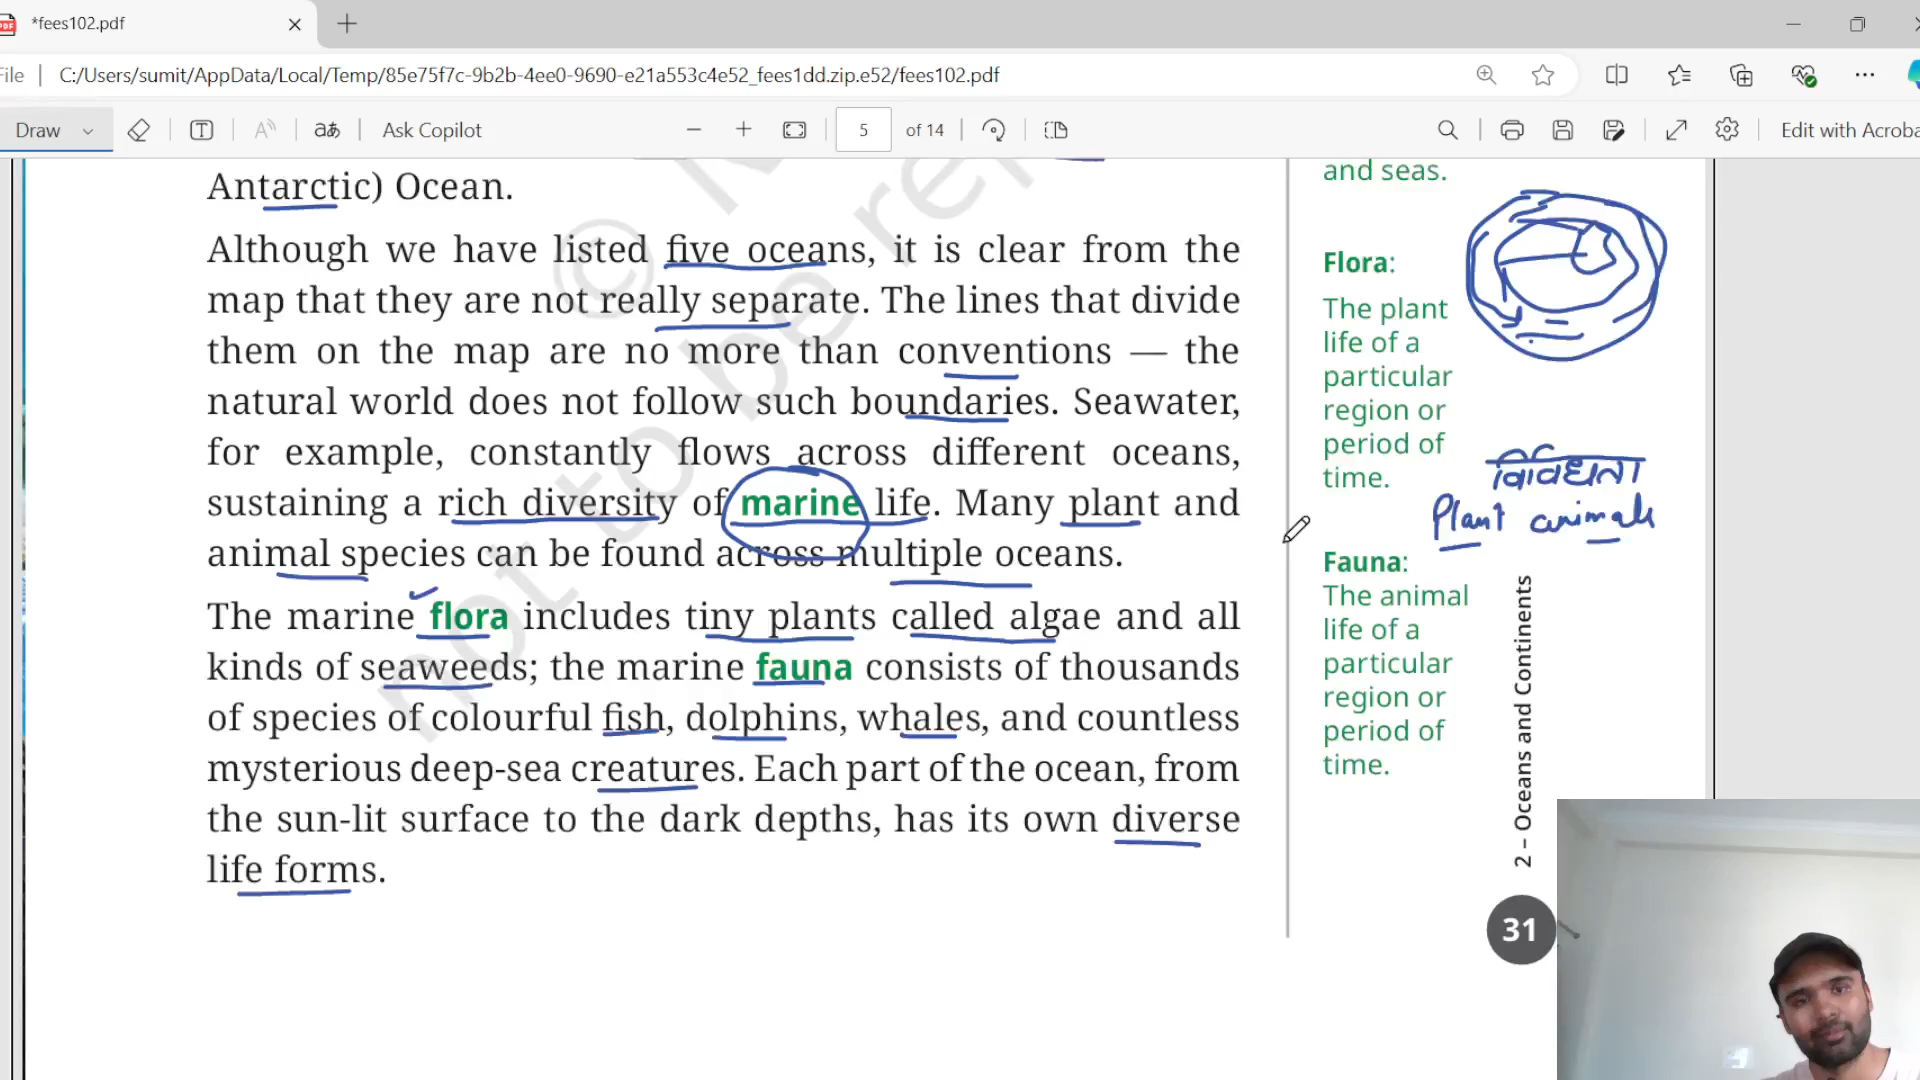 *fees102.pdf
File
C:/Users/sumit/AppData/Local/Temp/85e75f7c-9b2b-4ee0-9690-e21a553c4e52_fees1dd.zip.e52/fees102.pdf
Draw
Ask Copilot
5 of 14
Edit with Acroba
Antarctic) Ocean.
Although we have listed five oceans, it is clear from the
map that they are not really separate. The lines that divide
them on the map are no more than conventions — the
natural world does not follow such boundaries. Seawater,
for example, constantly flows across different oceans,
sustaining a rich diversity of marine life. Many plant and
animal species can be found across multiple oceans.
The marine flora includes tiny plants called algae and all
kinds of seaweeds; the marine fauna consists of thousands
of species of colourful fish, dolphins, whales, and countless
mysterious deep-sea creatures. Each part of the ocean, from
the sun-lit surface to the dark depths, has its own diverse
life forms.
and seas.
Flora:
The plant
life of a
particular
region or
period of
time.
Plant animals
Fauna:
The animal
life of a
particular
region or
period of
time.
2 – Oceans and Continents
31
not to be rep